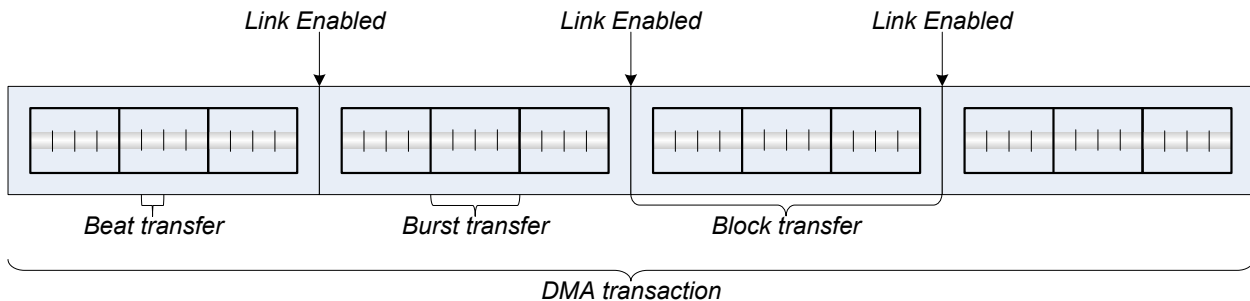 Link Enabled
Link Enabled
Link Enabled
Beat transfer
Burst transfer
Block transfer
DMA transaction